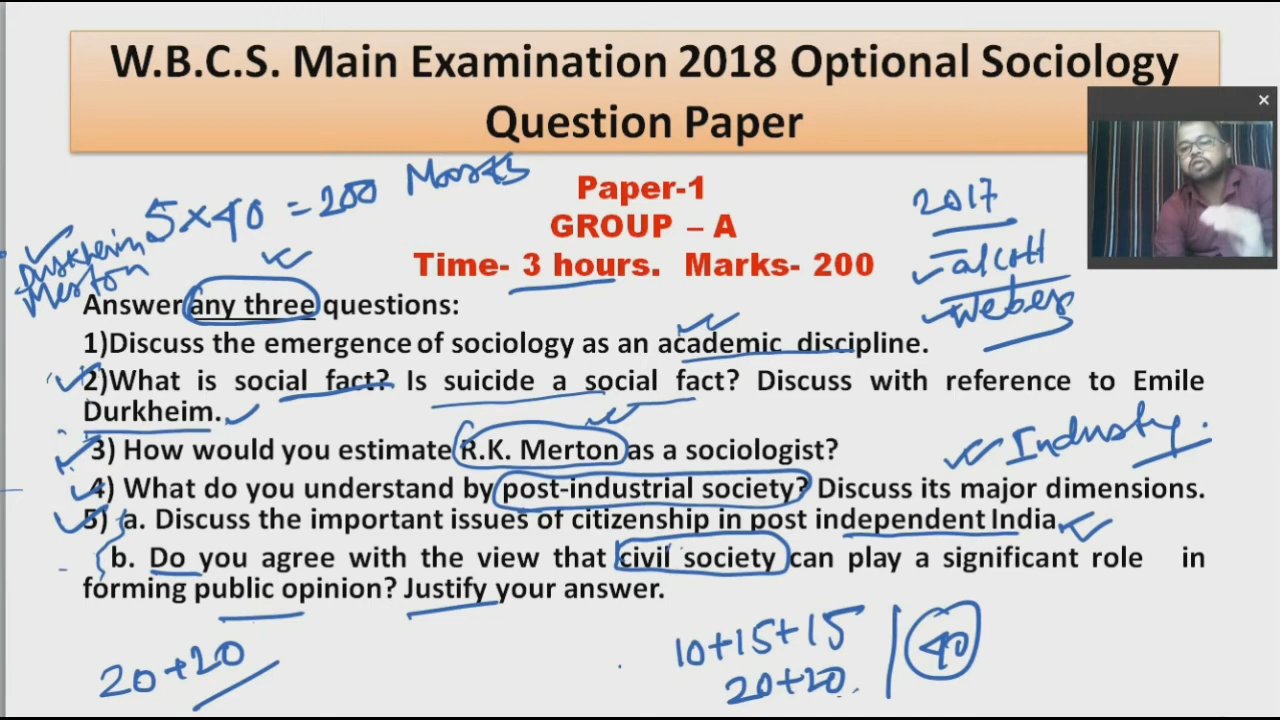 W.B.C.S. Main Examination 2018 Optional Sociology
Question Paper
5 x 40 = 200 Marks
Paper-1
GROUP – A
Time- 3 hours. Marks- 200
2017
Talcott
Weber
Durkheim
Merton
Answer any three questions:
1)Discuss the emergence of sociology as an academic discipline.
2)What is social fact? Is suicide a social fact? Discuss with reference to Emile
Durkheim.
3) How would you estimate R.K. Merton as a sociologist?
Industry.
4) What do you understand by post-industrial society? Discuss its major dimensions.
5) a. Discuss the important issues of citizenship in post independent India.
b. Do you agree with the view that civil society can play a significant role in
forming public opinion? Justify your answer.
20+20
10+15+15
20+20
40